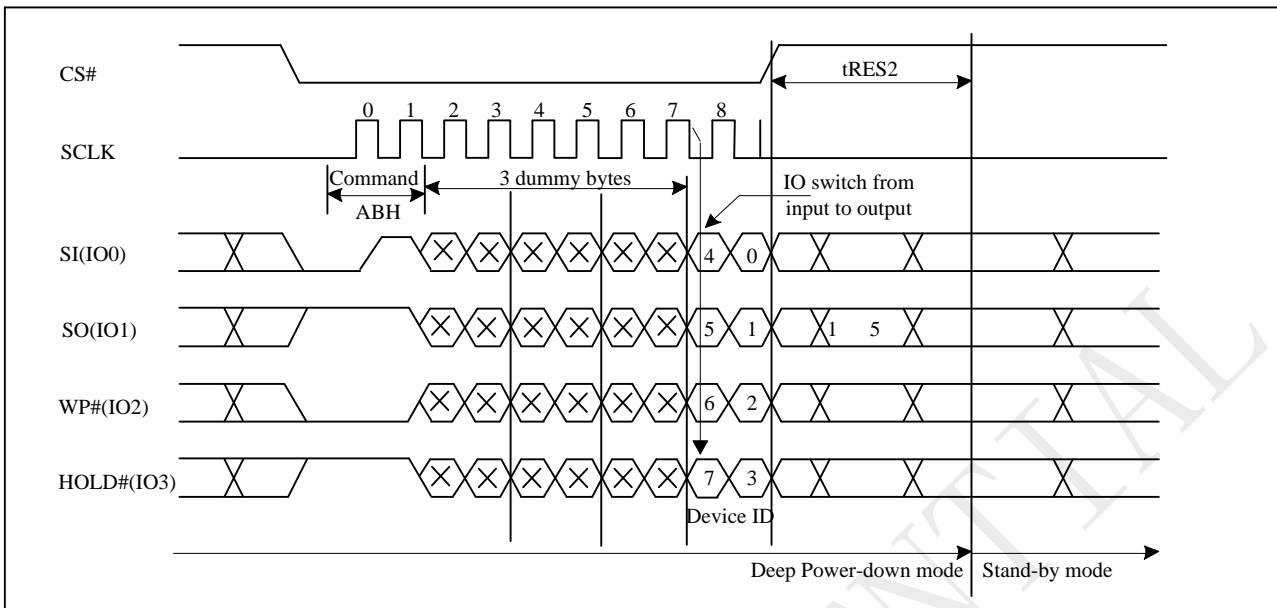 CS#
tRES2
0 1 2 3 4 5 6 7 8
SCLK
Command
ABH
3 dummy bytes
IO switch from
input to output
SI(IO0)
4 0
SO(IO1)
5 1 1 5
WP#(IO2)
6 2
HOLD#(IO3)
7 3
Device ID
Deep Power-down mode Stand-by mode